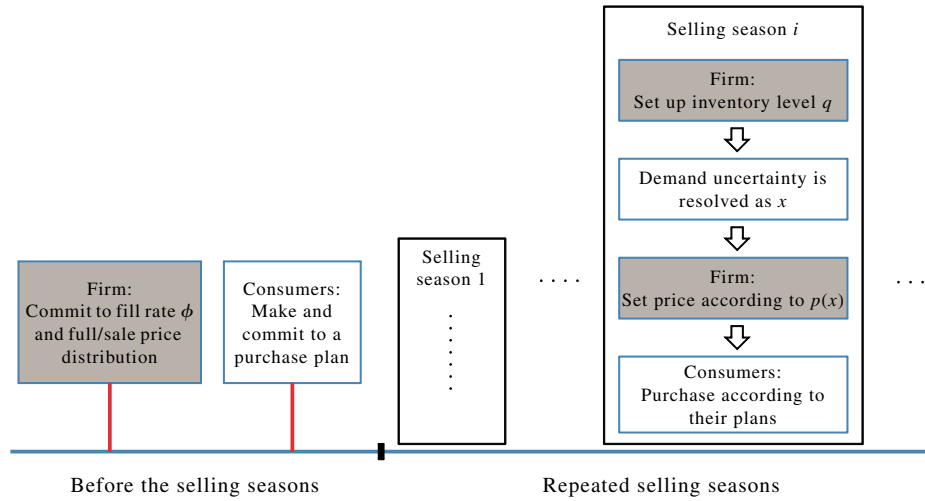 Firm:
Commit to fill rate ϕ
and full/sale price
distribution
Consumers:
Make and
commit to a
purchase plan
Selling
season 1
. . . .
Selling season i
Firm:
Set up inventory level q
Demand uncertainty is
resolved as x
Firm:
Set price according to p(x)
Consumers:
Purchase according to
their plans
. . .
Before the selling seasons
Repeated selling seasons